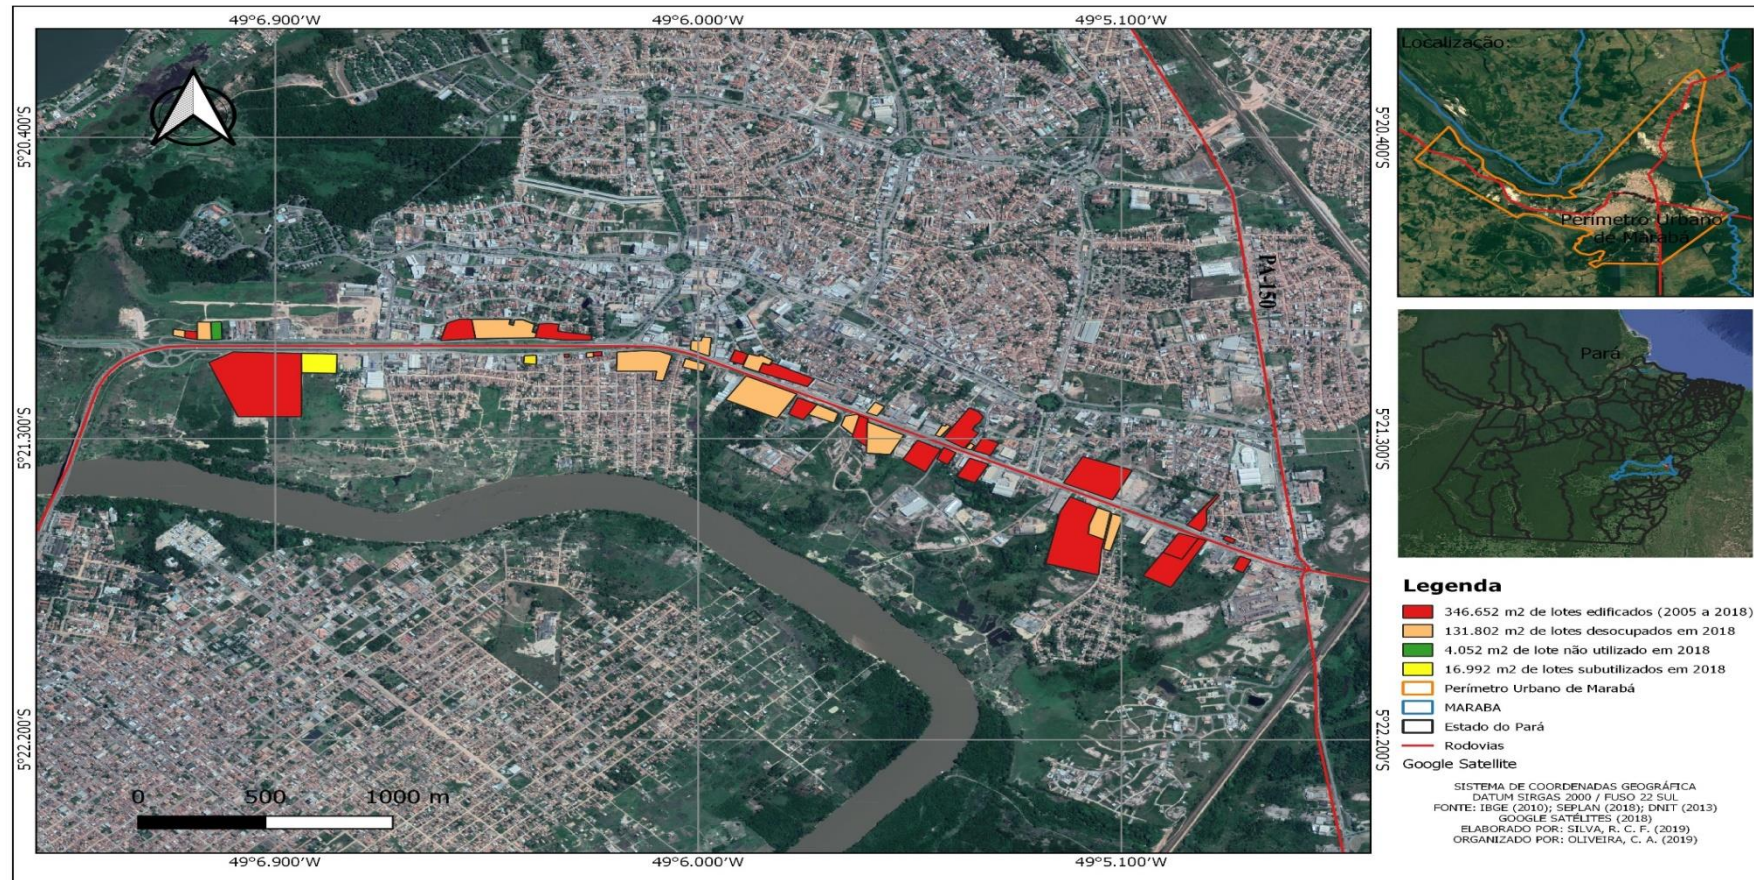 49°6.900'W
49°6.000'W
49°5.100'W
5°20.400'S
5°20.400'S
PA-150
5°21.300'S
5°21.300'S
5°22.200'S
5°22.200'S
0 500 1000 m
49°6.900'W
49°6.000'W
49°5.100'W
Localização:
Perímetro Urbano
de Marabá
Pará
Legenda
346.652 m2 de lotes edificados (2005 a 2018)
131.802 m2 de lotes desocupados em 2018
4.052 m2 de lote não utilizado em 2018
16.992 m2 de lotes subutilizados em 2018
Perímetro Urbano de Marabá
MARABA
Estado do Pará
Rodovias
Google Satellite
SISTEMA DE COORDENADAS GEOGRÁFICA
DATUM SIRGAS 2000 / FUSO 22 SUL
FONTE: IBGE (2010); SEPLAN (2018); DNIT (2013)
GOOGLE SATÉLITES (2018)
ELABORADO POR: SILVA, R. C. F. (2019)
ORGANIZADO POR: OLIVEIRA, C. A. (2019)